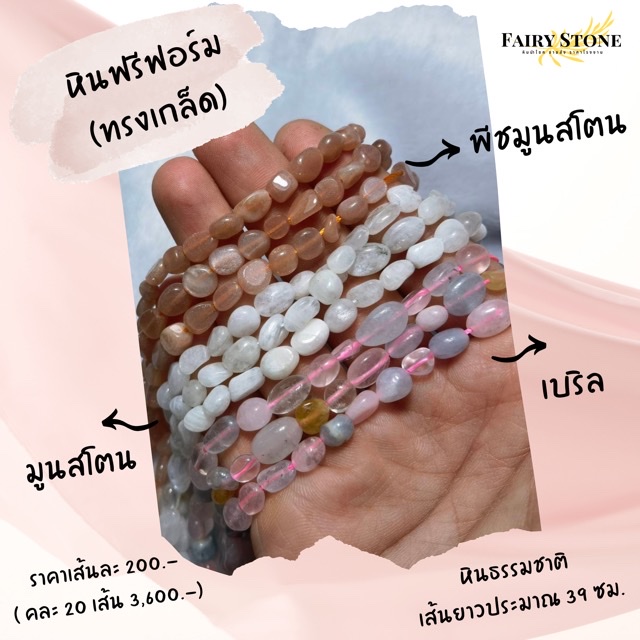 หินฟรีฟอร์ม
(ทรงเกล็ด)
FAIRY STONE
พีชมูนสโตน
เบริล
มูนสโตน
ราคาเส้นละ 200.-
( คละ 20 เส้น 3,600.-)
หินธรรมชาติ
เส้นยาวประมาณ 39 ซม.